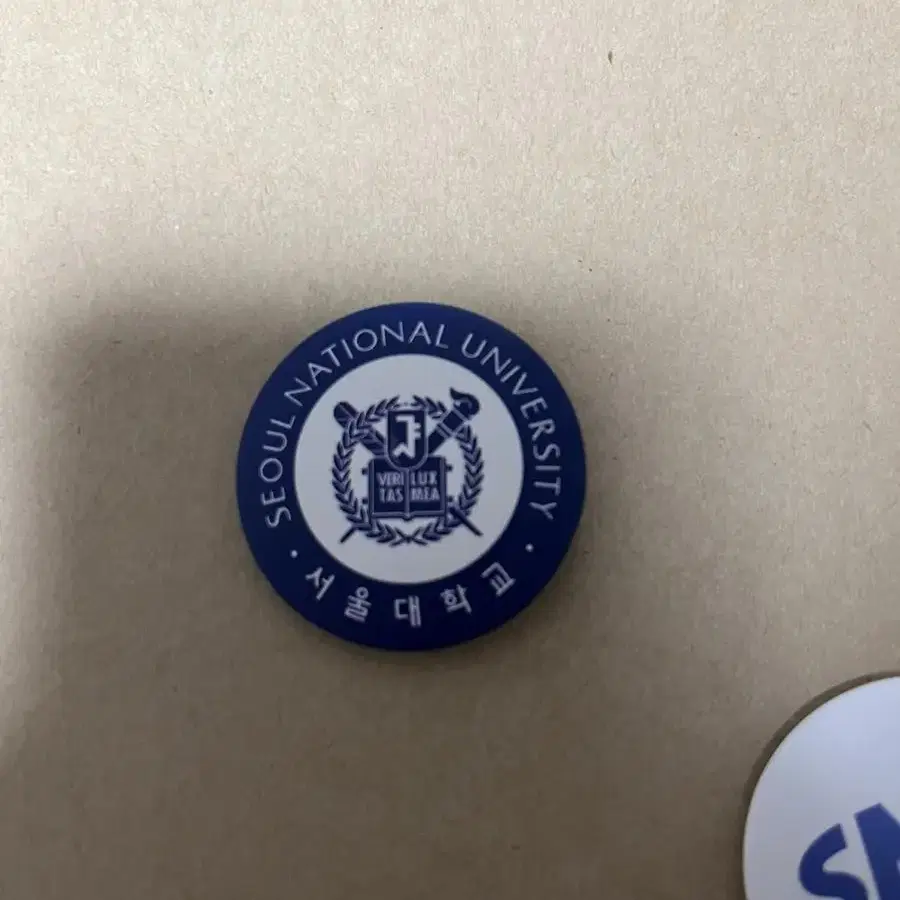 SEOUL NATIONAL UNIVERSITY
VERI LUX
TAS MEA
· 서울대학교 ·